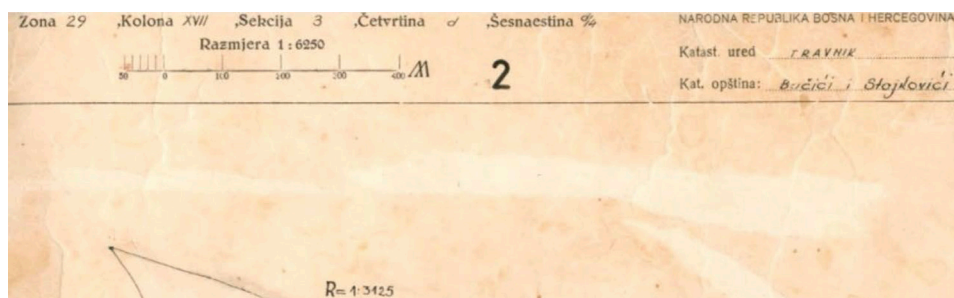 Zona 29 ,Kolona XVII ,Sekcija 3 ,Četvrtina d ,Šesnaestina d/4
Razmjera 1:6250
50 0 100 200 300 400 M
2
NARODNA REPUBLIKA BOSNA I HERCEGOVINA
Katast. ured TRAVNIK
Kat. opština: Bučići i Stojkovići
R= 1:3125